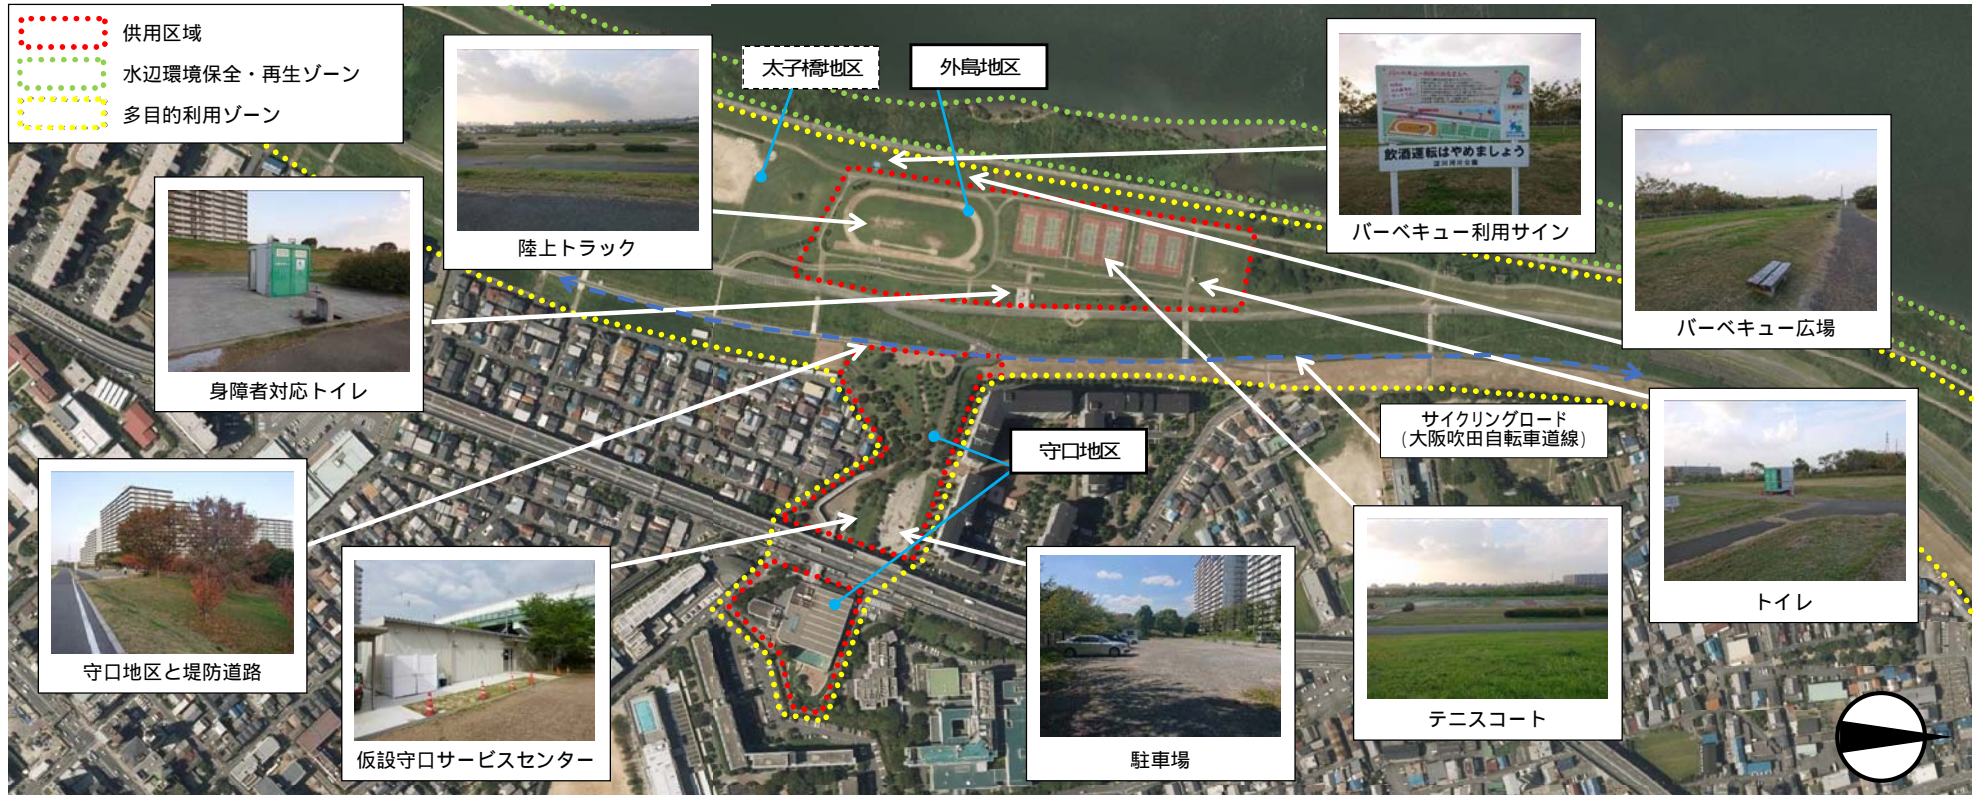 供用区域
水辺環境保全・再生ゾーン
多目的利用ゾーン
太子橋地区
外島地区
陸上トラック
飲酒運転はやめましょう
淀川河川公園
バーベキュー利用サイン
バーベキュー広場
身障者対応トイレ
サイクリングロード
（大阪吹田自転車道線）
守口地区
守口地区と堤防道路
仮設守口サービスセンター
駐車場
テニスコート
トイレ